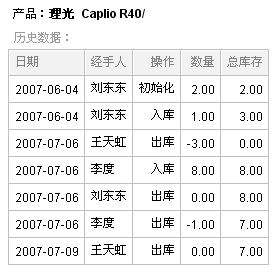 产品：理光 Caplio R40/
历史数据：
日期 经手人 操作 数量 总库存
2007-06-04 刘东东 初始化 2.00 2.00
2007-06-04 刘东东 入库 1.00 3.00
2007-07-06 王天虹 出库 -3.00 0.00
2007-07-06 李度 入库 8.00 8.00
2007-07-06 刘东东 出库 0.00 8.00
2007-07-06 李度 出库 -1.00 7.00
2007-07-09 王天虹 出库 0.00 7.00